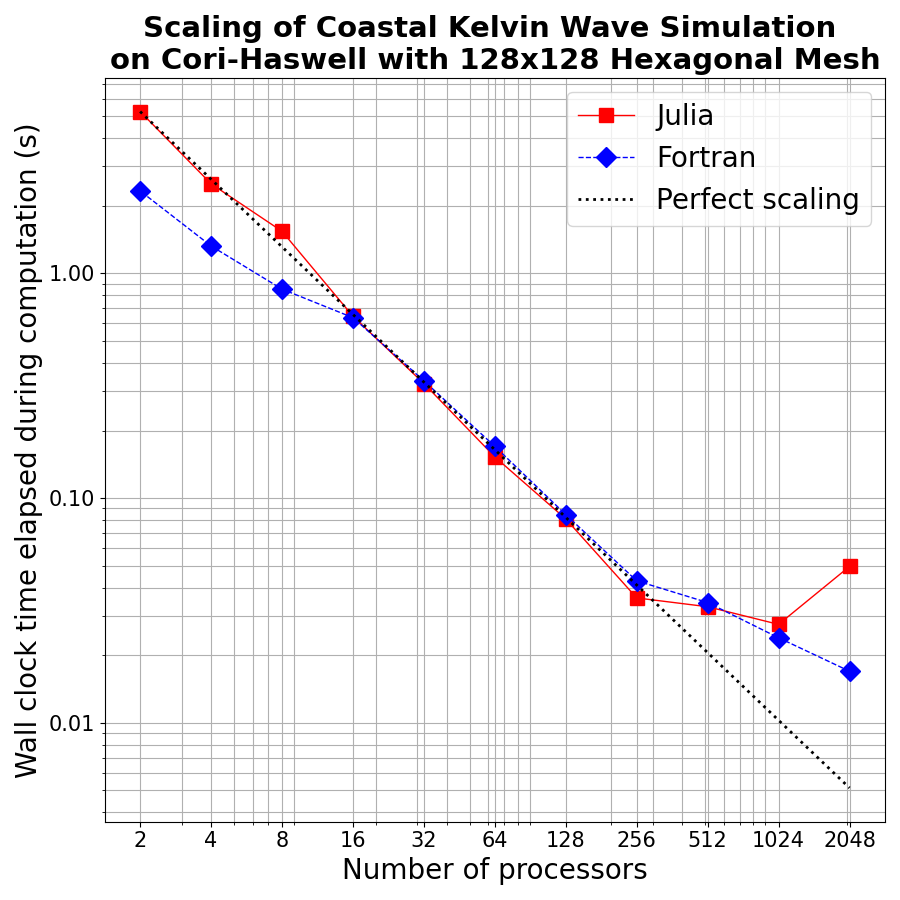 Scaling of Coastal Kelvin Wave Simulation
on Cori-Haswell with 128x128 Hexagonal Mesh
Julia
Fortran
Perfect scaling
Wall clock time elapsed during computation (s)
1.00
0.10
0.01
2 4 8 16 32 64 128 256 512 1024 2048
Number of processors